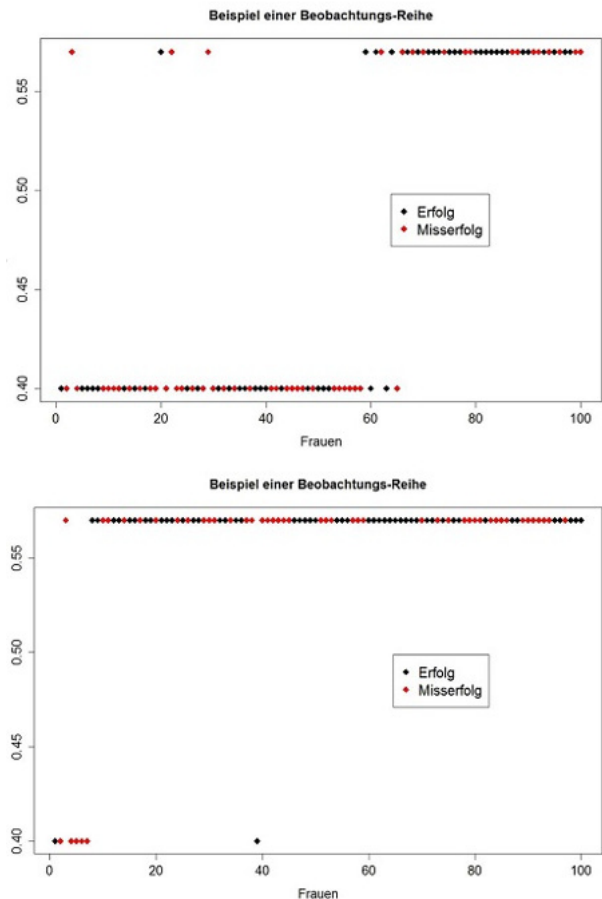 Beispiel einer Beobachtungs-Reihe
0.55
0.50
0.45
0.40
Erfolg
Misserfolg
0 20 40 60 80 100
Frauen
Beispiel einer Beobachtungs-Reihe
0.55
0.50
0.45
0.40
Erfolg
Misserfolg
0 20 40 60 80 100
Frauen